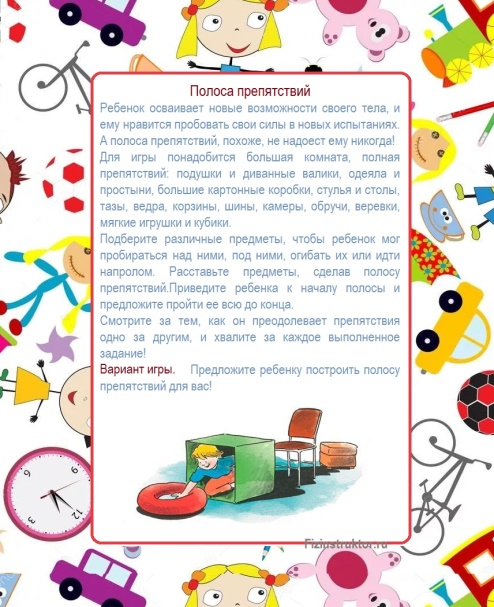 Полоса препятствий
Ребенок осваивает новые возможности своего тела, и
ему нравится пробовать свои силы в новых испытаниях.
А полоса препятствий, похоже, не надоест ему никогда!
Для игры понадобится большая комната, полная
препятствий: подушки и диванные валики, одеяла и
простыни, большие картонные коробки, стулья и столы,
тазы, ведра, корзины, шины, камеры, обручи, веревки,
мягкие игрушки и кубики.
Подберите различные предметы, чтобы ребенок мог
пробираться над ними, под ними, огибать их или идти
напролом. Расставьте предметы, сделав полосу
препятствий.Приведите ребенка к началу полосы и
предложите пройти ее всю до конца.
Смотрите за тем, как он преодолевает препятствия
одно за другим, и хвалите за каждое выполненное
задание!
Вариант игры. Предложите ребенку построить полосу
препятствий для вас!
Fizinstruktor.ru